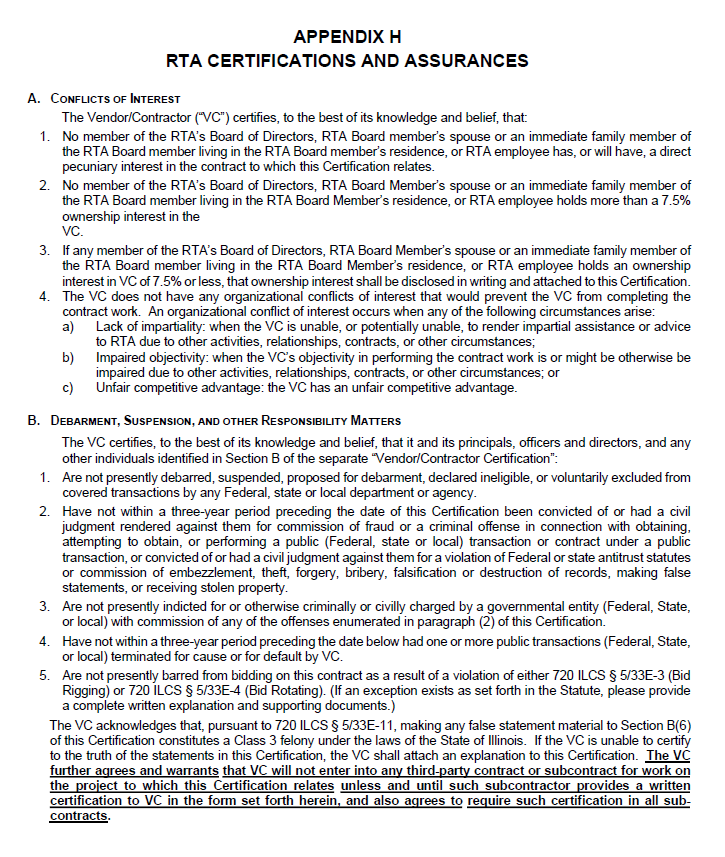 APPENDIX H
RTA CERTIFICATIONS AND ASSURANCES
A. CONFLICTS OF INTEREST
The Vendor/Contractor ("VC") certifies, to the best of its knowledge and belief, that:
1. No member of the RTA's Board of Directors, RTA Board member's spouse or an immediate family member of
the RTA Board member living in the RTA Board member's residence, or RTA employee has, or will have, a direct
pecuniary interest in the contract to which this Certification relates.
2. No member of the RTA's Board of Directors, RTA Board Member's spouse or an immediate family member of
the RTA Board member living in the RTA Board Member's residence, or RTA employee holds more than a 7.5%
ownership interest in the
VC.
3. If any member of the RTA's Board of Directors, RTA Board Member's spouse or an immediate family member of
the RTA Board member living in the RTA Board Member's residence, or RTA employee holds an ownership
interest in VC of 7.5% or less, that ownership interest shall be disclosed in writing and attached to this Certification.
4. The VC does not have any organizational conflicts of interest that would prevent the VC from completing the
contract work. An organizational conflict of interest occurs when any of the following circumstances arise:
a) Lack of impartiality: when the VC is unable, or potentially unable, to render impartial assistance or advice
to RTA due to other activities, relationships, contracts, or other circumstances;
b) Impaired objectivity: when the VC's objectivity in performing the contract work is or might be otherwise be
impaired due to other activities, relationships, contracts, or other circumstances; or
c) Unfair competitive advantage: the VC has an unfair competitive advantage.
B. DEBARMENT, SUSPENSION, AND OTHER RESPONSIBILITY MATTERS
The VC certifies, to the best of its knowledge and belief, that it and its principals, officers and directors, and any
other individuals identified in Section B of the separate "Vendor/Contractor Certification":
1. Are not presently debarred, suspended, proposed for debarment, declared ineligible, or voluntarily excluded from
covered transactions by any Federal, state or local department or agency.
2. Have not within a three-year period preceding the date of this Certification been convicted of or had a civil
judgment rendered against them for commission of fraud or a criminal offense in connection with obtaining,
attempting to obtain, or performing a public (Federal, state or local) transaction or contract under a public
transaction, or convicted of or had a civil judgment against them for a violation of Federal or state antitrust statutes
or commission of embezzlement, theft, forgery, bribery, falsification or destruction of records, making false
statements, or receiving stolen property.
3. Are not presently indicted for or otherwise criminally or civilly charged by a governmental entity (Federal, State,
or local) with commission of any of the offenses enumerated in paragraph (2) of this Certification.
4. Have not within a three-year period preceding the date below had one or more public transactions (Federal, State,
or local) terminated for cause or for default by VC.
5. Are not presently barred from bidding on this contract as a result of a violation of either 720 ILCS § 5/33E-3 (Bid
Rigging) or 720 ILCS § 5/33E-4 (Bid Rotating). (If an exception exists as set forth in the Statute, please provide
a complete written explanation and supporting documents.)
The VC acknowledges that, pursuant to 720 ILCS § 5/33E-11, making any false statement material to Section B(6)
of this Certification constitutes a Class 3 felony under the laws of the State of Illinois. If the VC is unable to certify
to the truth of the statements in this Certification, the VC shall attach an explanation to this Certification. The VC
further agrees and warrants that VC will not enter into any third-party contract or subcontract for work on
the project to which this Certification relates unless and until such subcontractor provides a written
certification to VC in the form set forth herein, and also agrees to require such certification in all sub-
contracts.